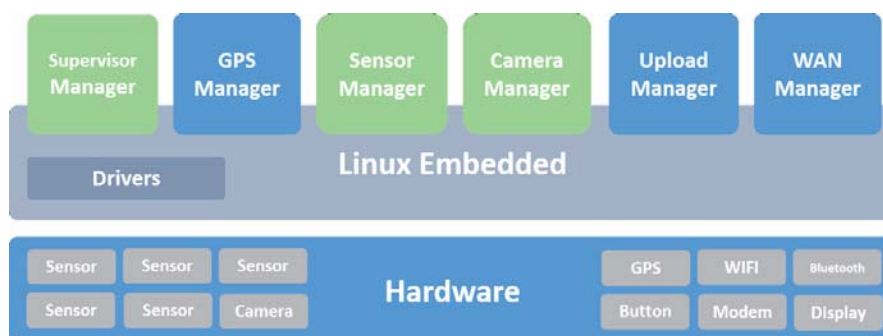 Supervisor
Manager
GPS
Manager
Sensor
Manager
Camera
Manager
Upload
Manager
WAN
Manager
Linux Embedded
Drivers
Sensor Sensor Sensor
Sensor Sensor Camera
Hardware
GPS WIFI Bluetooth
Button Modem Display